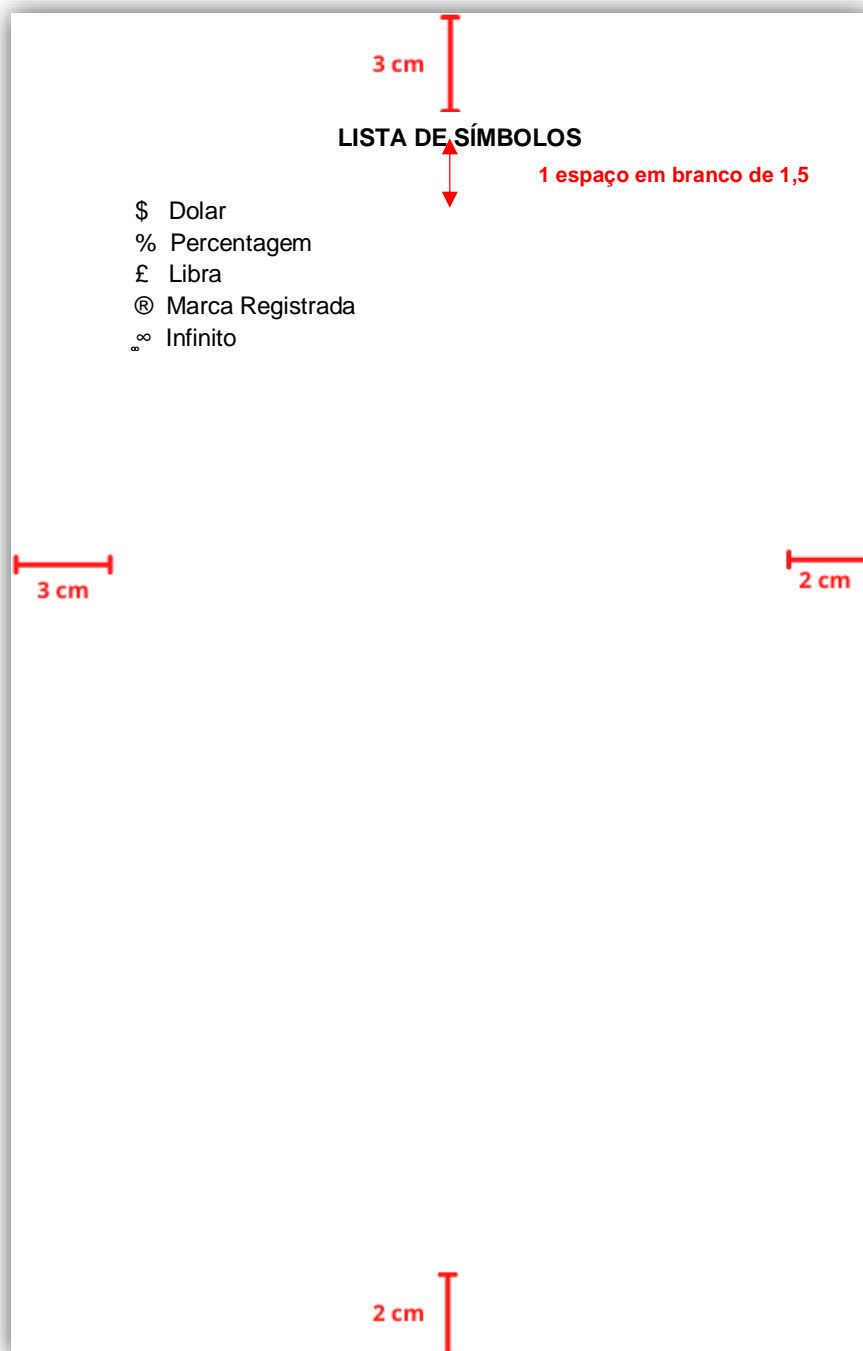 3 cm
LISTA DE SÍMBOLOS
1 espaço em branco de 1,5
$ Dolar
% Percentagem
£ Libra
® Marca Registrada
∞ Infinito
3 cm
2 cm
2 cm